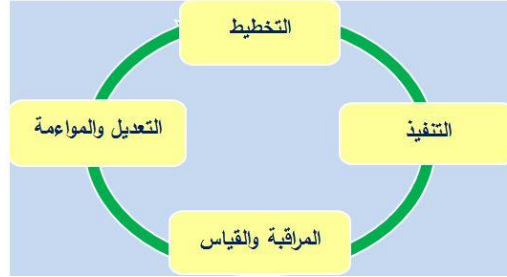 التخطيط
التنفيذ
المراقبة والقياس
التعديل والمواءمة